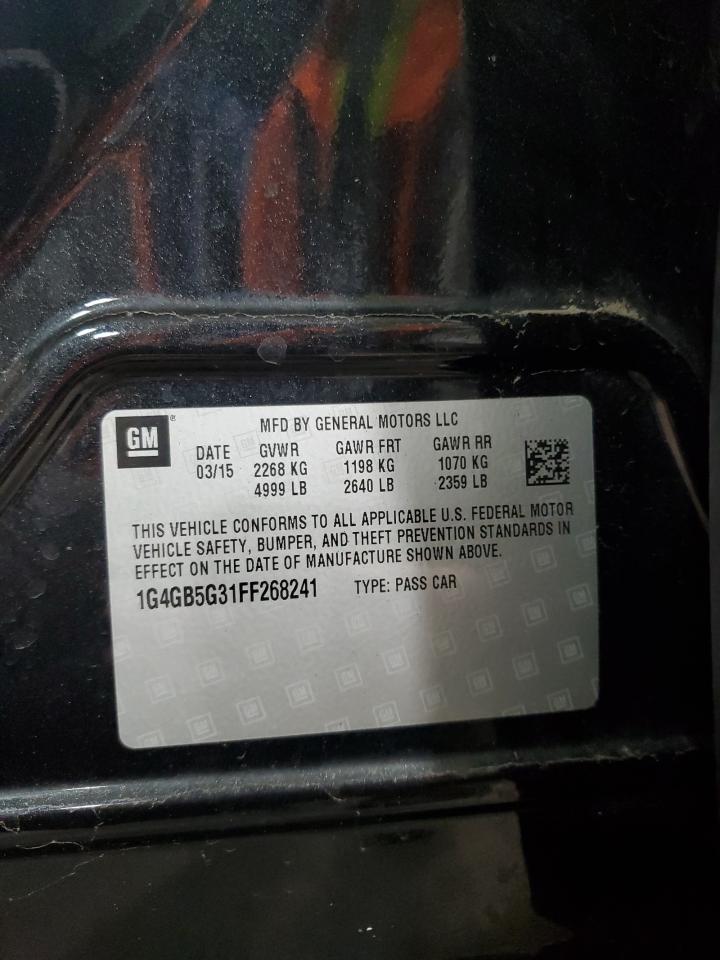 GM ® MFD BY GENERAL MOTORS LLC
DATE GVWR GAWR FRT GAWR RR
03/15 2268 KG 1198 KG 1070 KG
4999 LB 2640 LB 2359 LB
THIS VEHICLE CONFORMS TO ALL APPLICABLE U.S. FEDERAL MOTOR
VEHICLE SAFETY, BUMPER, AND THEFT PREVENTION STANDARDS IN
EFFECT ON THE DATE OF MANUFACTURE SHOWN ABOVE.
1G4GB5G31FF268241 TYPE: PASS CAR